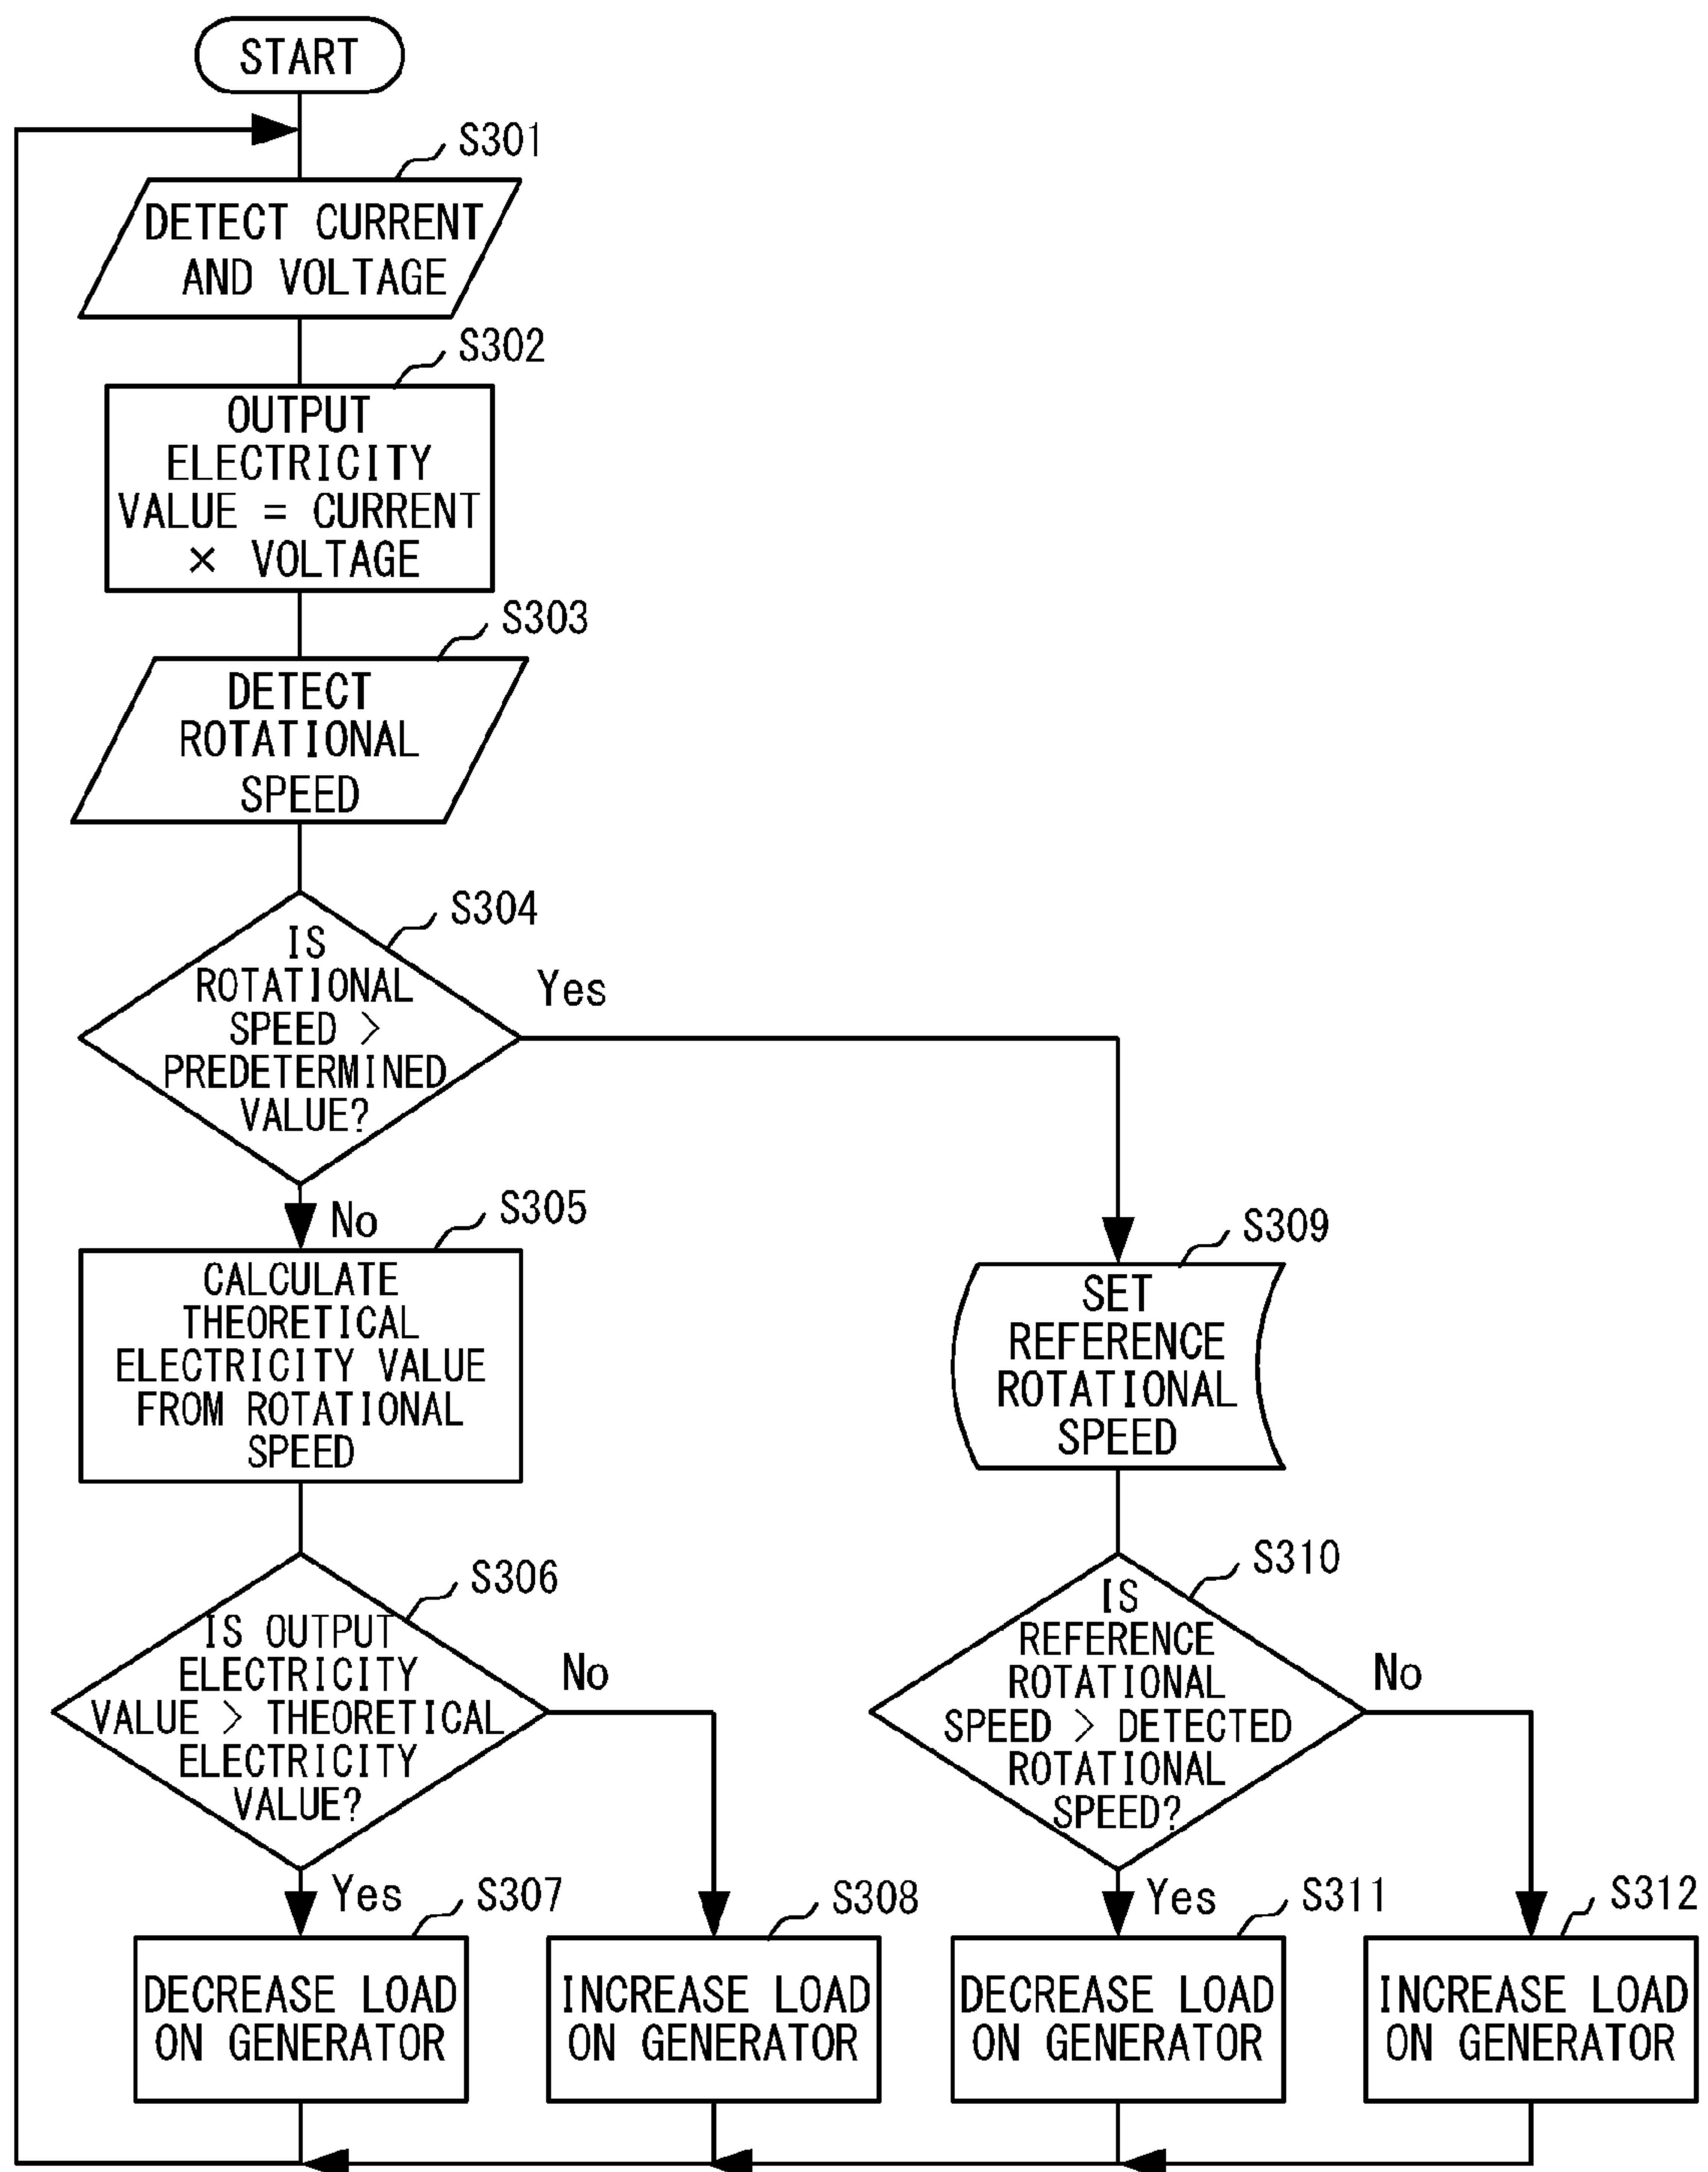 START
S301
DETECT CURRENT
AND VOLTAGE
S302
OUTPUT
ELECTRICITY
VALUE = CURRENT
× VOLTAGE
S303
DETECT
ROTATIONAL
SPEED
S304
IS
ROTATIONAL
SPEED >
PREDETERMINED
VALUE?
Yes
No
S305
CALCULATE
THEORETICAL
ELECTRICITY VALUE
FROM ROTATIONAL
SPEED
S309
SET
REFERENCE
ROTATIONAL
SPEED
S306
IS OUTPUT
ELECTRICITY
VALUE > THEORETICAL
ELECTRICITY
VALUE?
No
Yes
S310
IS
REFERENCE
ROTATIONAL
SPEED > DETECTED
ROTATIONAL
SPEED?
No
Yes
S307
DECREASE LOAD
ON GENERATOR
S308
INCREASE LOAD
ON GENERATOR
S311
DECREASE LOAD
ON GENERATOR
S312
INCREASE LOAD
ON GENERATOR